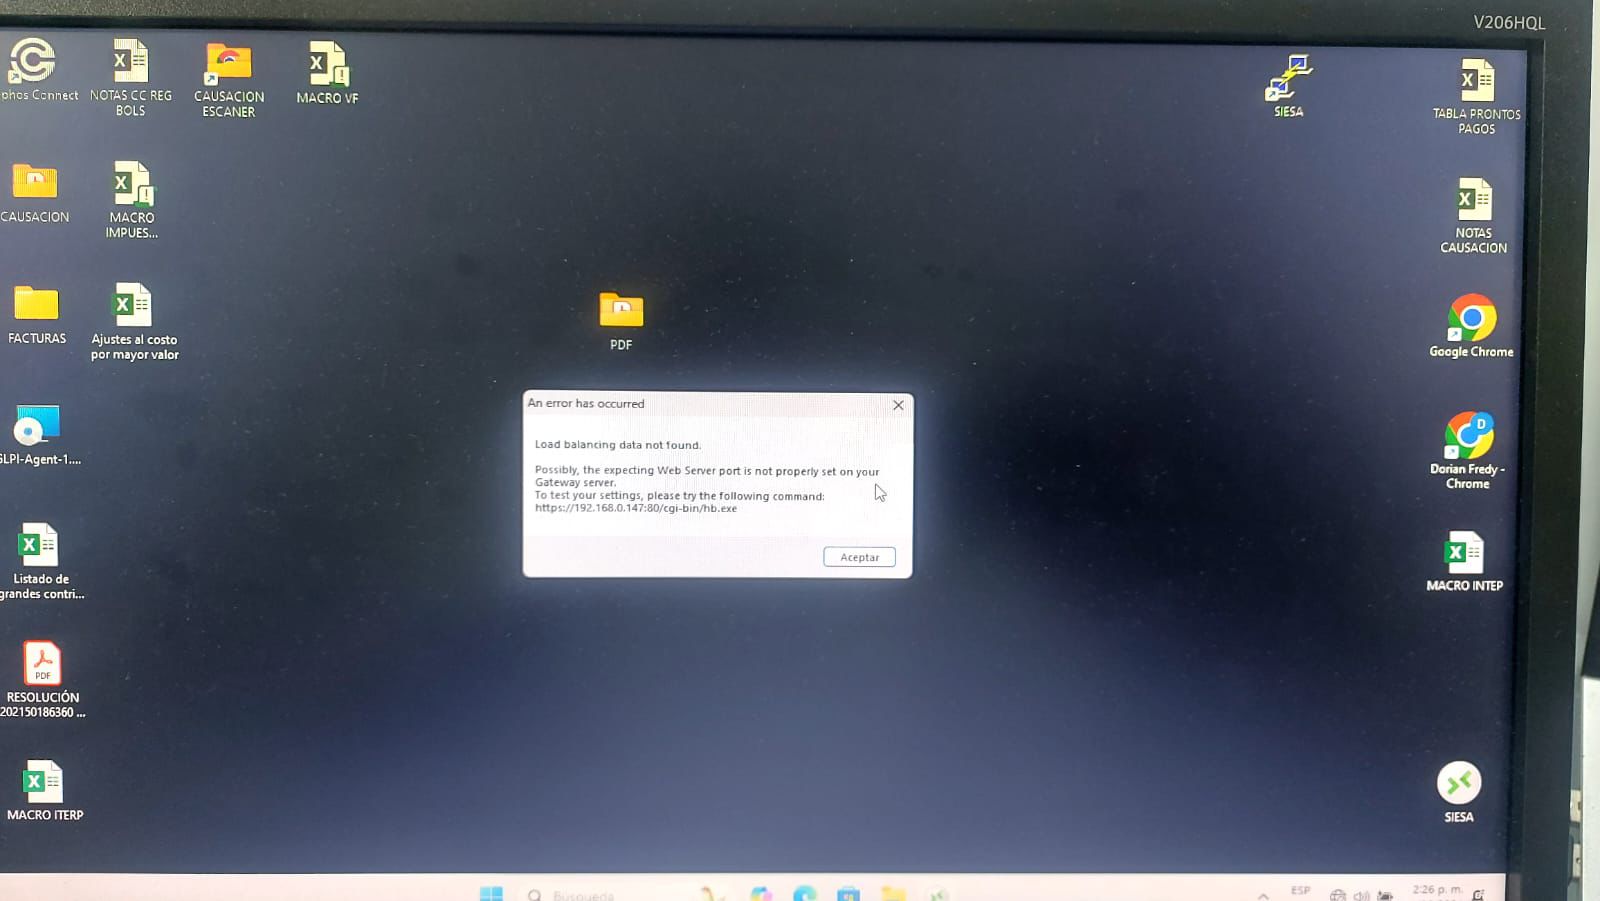 V206HQL
phos Connect
NOTAS CC REG
BOLS
CAUSACION
ESCANER
MACRO VF
SIESA
TABLA PRONTOS
PAGOS
CAUSACION
MACRO
IMPUES...
NOTAS
CAUSACION
FACTURAS
Ajustes al costo
por mayor valor
PDF
Google Chrome
An error has occurred
Load balancing data not found.
Possibly, the expecting Web Server port is not properly set on your
Gateway server.
To test your settings, please try the following command:
https://192.168.0.147:80/cgi-bin/hb.exe
Aceptar
GLPI-Agent-1....
D
Dorian Fredy -
Chrome
Listado de
grandes contri...
MACRO INTEP
PDF
RESOLUCIÓN
202150186360 ...
MACRO ITERP
SIESA
Búsqueda
ESP
2:26 p. m.